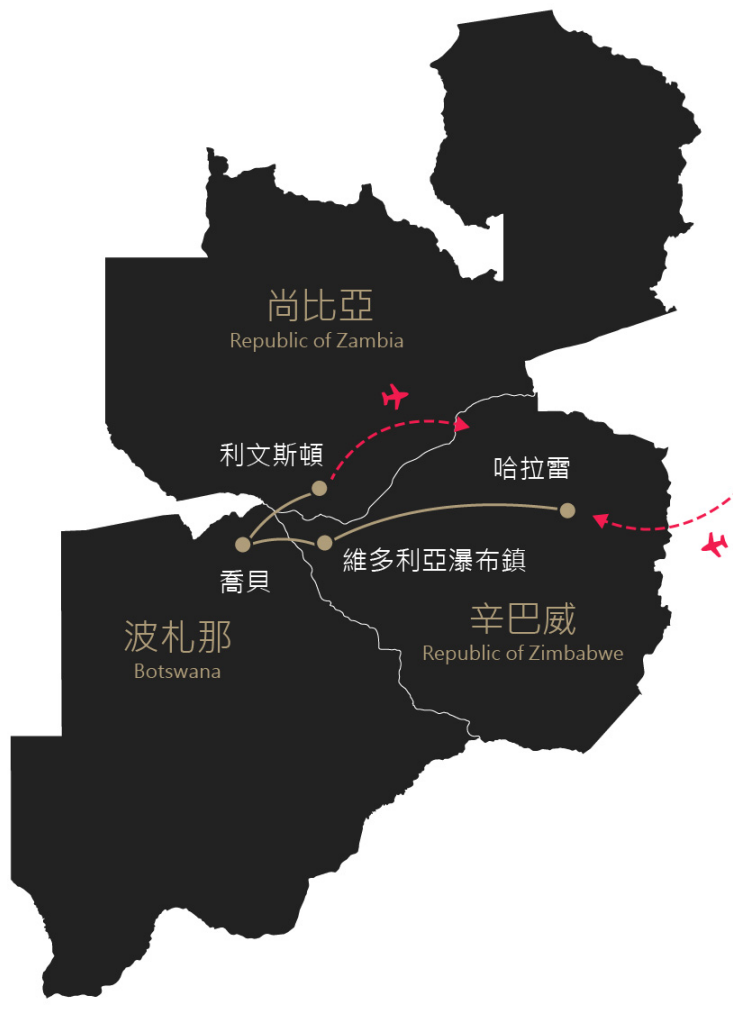 尚比亞
Republic of Zambia
利文斯頓
哈拉雷
維多利亞瀑布鎮
喬貝
辛巴威
Republic of Zimbabwe
波札那
Botswana